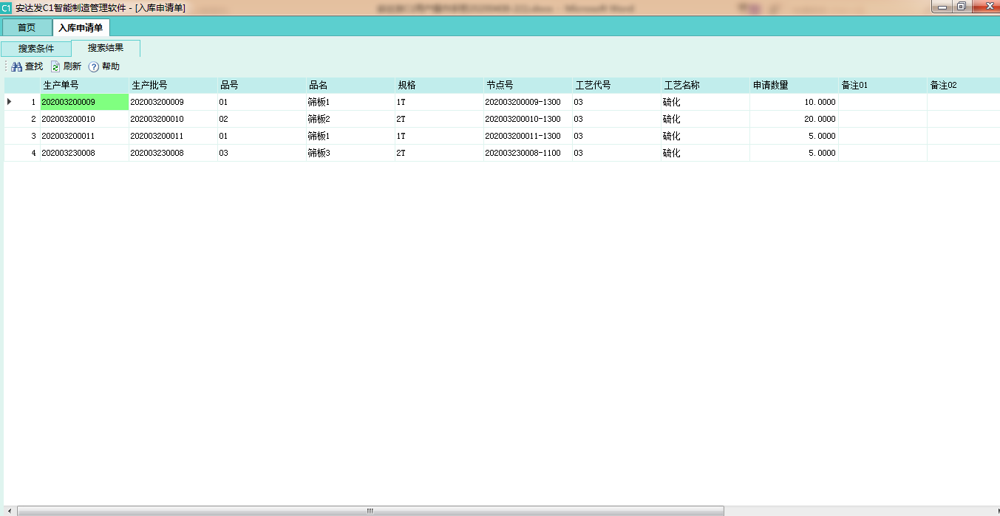 C1 安达发C1智能制造管理软件 - [入库申请单]
首页 入库申请单
搜索条件 搜索结果
查找 刷新 ? 帮助
生产单号 生产批号 品号 品名 规格 节点号 工艺代号 工艺名称 申请数量 备注01 备注02
1 202003200009 202003200009 01 筛板1 1T 202003200009-1300 03 硫化 10.0000
2 202003200010 202003200010 02 筛板2 2T 202003200010-1300 03 硫化 20.0000
3 202003200011 202003200011 01 筛板1 1T 202003200011-1300 03 硫化 5.0000
4 202003230008 202003230008 03 筛板3 2T 202003230008-1100 03 硫化 5.0000